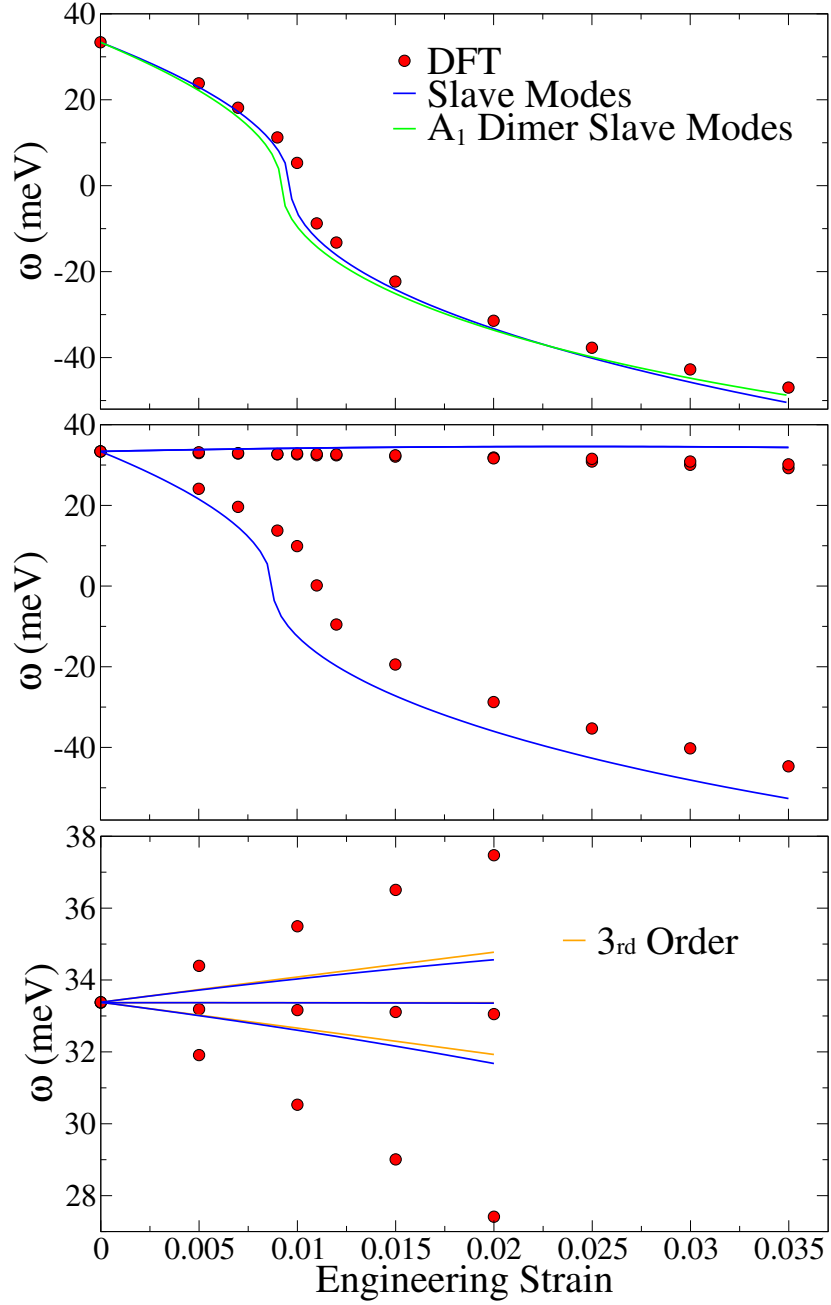 40
20
0
-20
-40
ω (meV)
DFT
Slave Modes
A1 Dimer Slave Modes
40
20
0
-20
-40
ω (meV)
38
36
34
32
30
28
ω (meV)
3rd Order
0 0.005 0.01 0.015 0.02 0.025 0.03 0.035
Engineering Strain